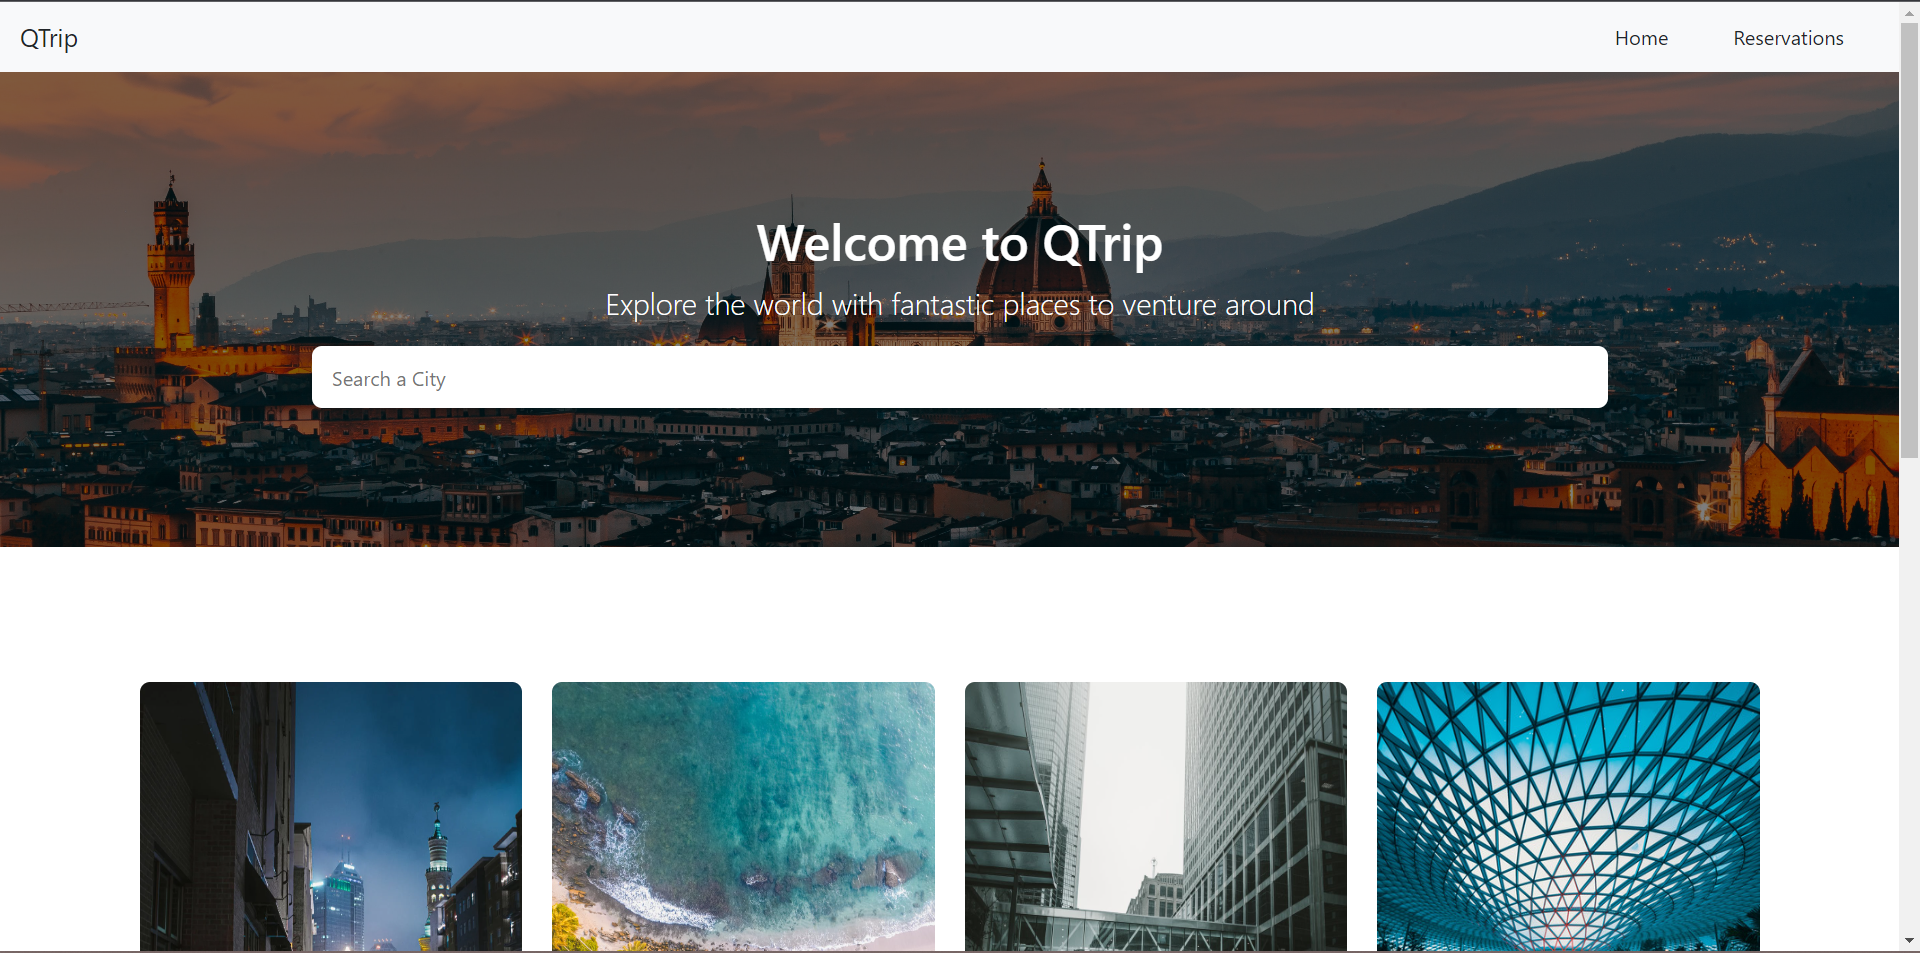 QTrip
Home
Reservations
Welcome to QTrip
Explore the world with fantastic places to venture around
Search a City